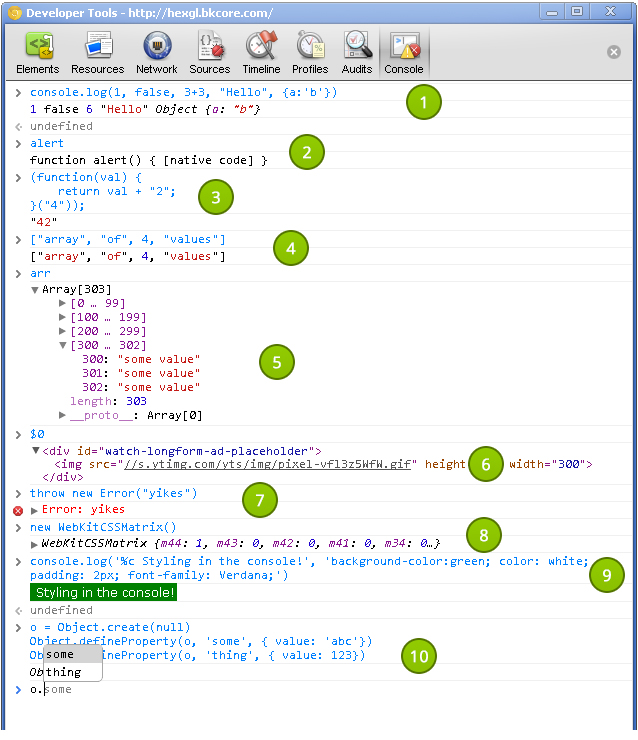 Developer Tools - http://hexgl.bkcore.com/
Elements Resources Network Sources Timeline Profiles Audits Console
> console.log(1, false, 3+3, "Hello", {a:'b'})
1 false 6 "Hello" Object {a: "b"}
1
< undefined
> alert
function alert() { [native code] }
2
> (function(val) {
return val + "2";
}("4"));
3
"42"
> ["array", "of", 4, "values"]
["array", "of", 4, "values"]
4
> arr
▼Array[303]
▶[0 … 99]
▶[100 … 199]
▶[200 … 299]
▼[300 … 302]
300: "some value"
301: "some value"
302: "some value"
5
length: 303
▶__proto__: Array[0]
> $0
▼<div id="watch-longform-ad-placeholder">
<img src="//s.ytimg.com/yts/img/pixel-vfl3z5WfW.gif" height 6 width="300">
</div>
> throw new Error("yikes")
7
▶Error: yikes
> new WebKitCSSMatrix()
8
▶WebKitCSSMatrix {m44: 1, m43: 0, m42: 0, m41: 0, m34: 0…}
> console.log('%c Styling in the console!', 'background-color:green; color: white;
padding: 2px; font-family: Verdana;')
9
Styling in the console!
< undefined
> o = Object.create(null)
Object.defineProperty(o, 'some', { value: 'abc'})
Ob some ineProperty(o, 'thing', { value: 123})
10
Ob thing
> o.some